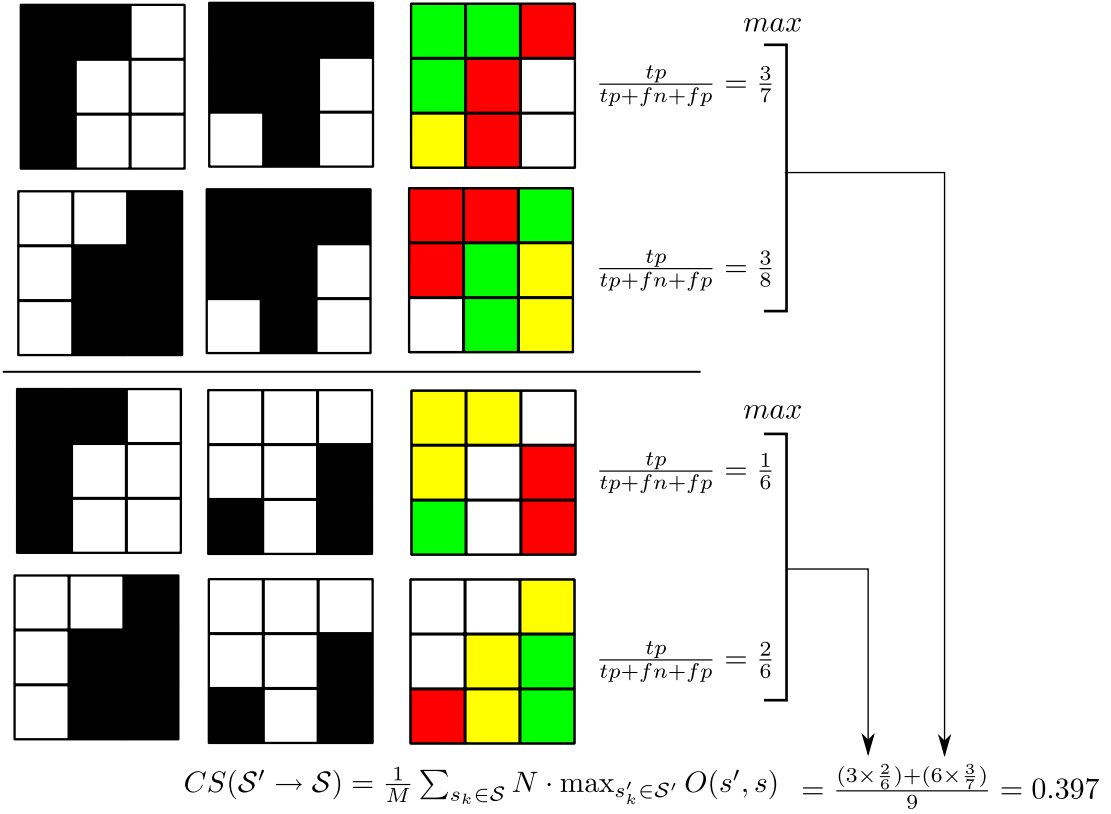 max
tp/(tp+fn+fp) = 3/7
tp/(tp+fn+fp) = 3/8
max
tp/(tp+fn+fp) = 1/6
tp/(tp+fn+fp) = 2/6
CS(𝒮′ → 𝒮) = 1/M ∑_{s_k∈𝒮} N · max_{s′_k∈𝒮′} O(s′, s) = ((3×2/6)+(6×3/7))/9 = 0.397